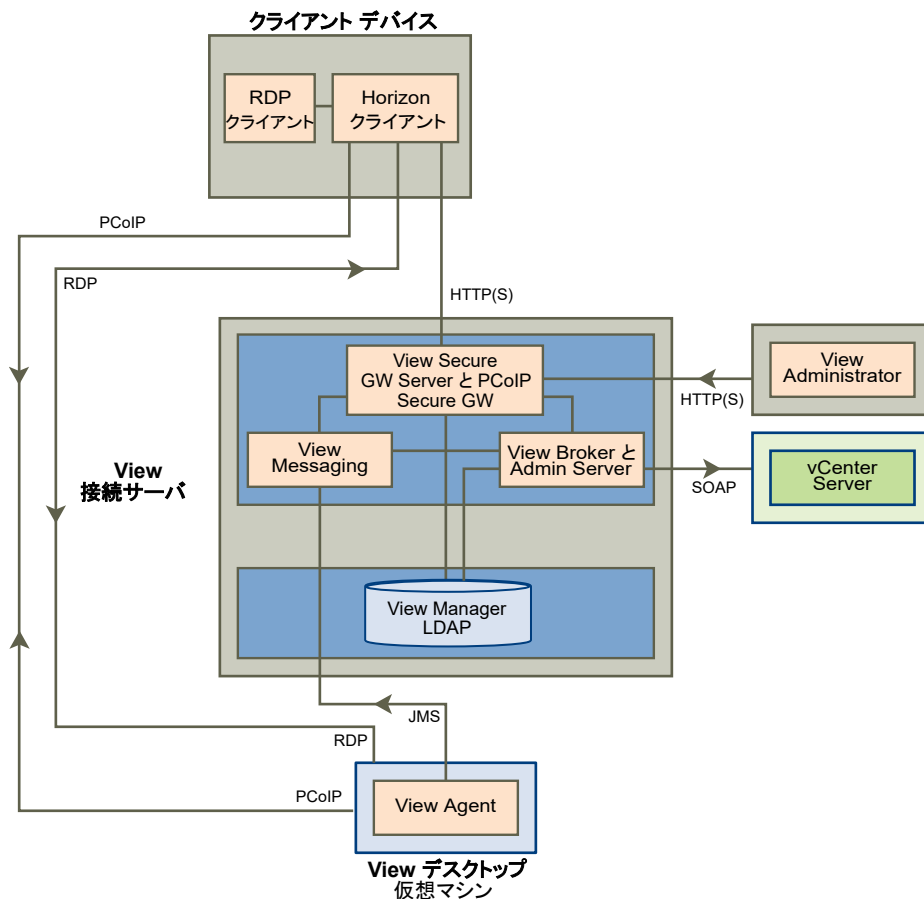 クライアント デバイス
RDP
クライアント
Horizon
クライアント
PCoIP
RDP
HTTP(S)
View Secure
GW Server と PCoIP
Secure GW
View
Administrator
HTTP(S)
View
Messaging
View Broker と
Admin Server
View
接続サーバ
SOAP
vCenter
Server
View Manager
LDAP
JMS
RDP
PCoIP
View Agent
View デスクトップ
仮想マシン